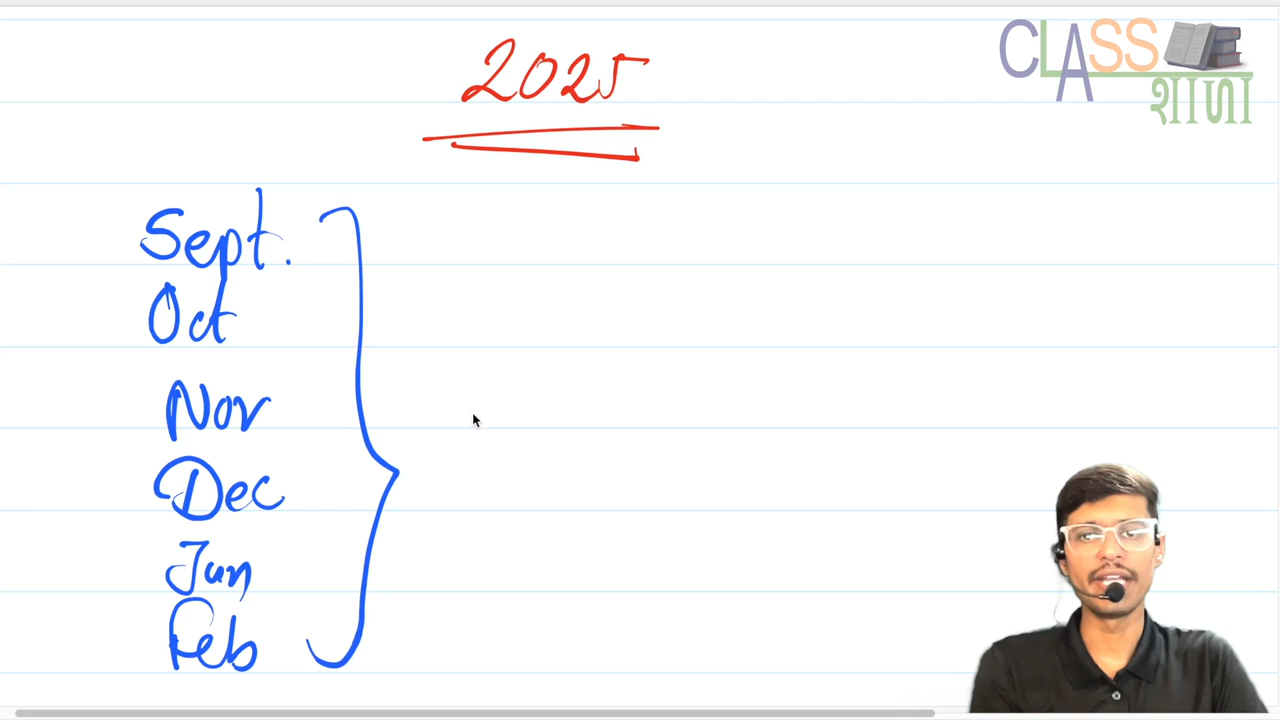 2025
CLASS
शाला
Sept.
Oct
Nov
Dec
Jan
Feb